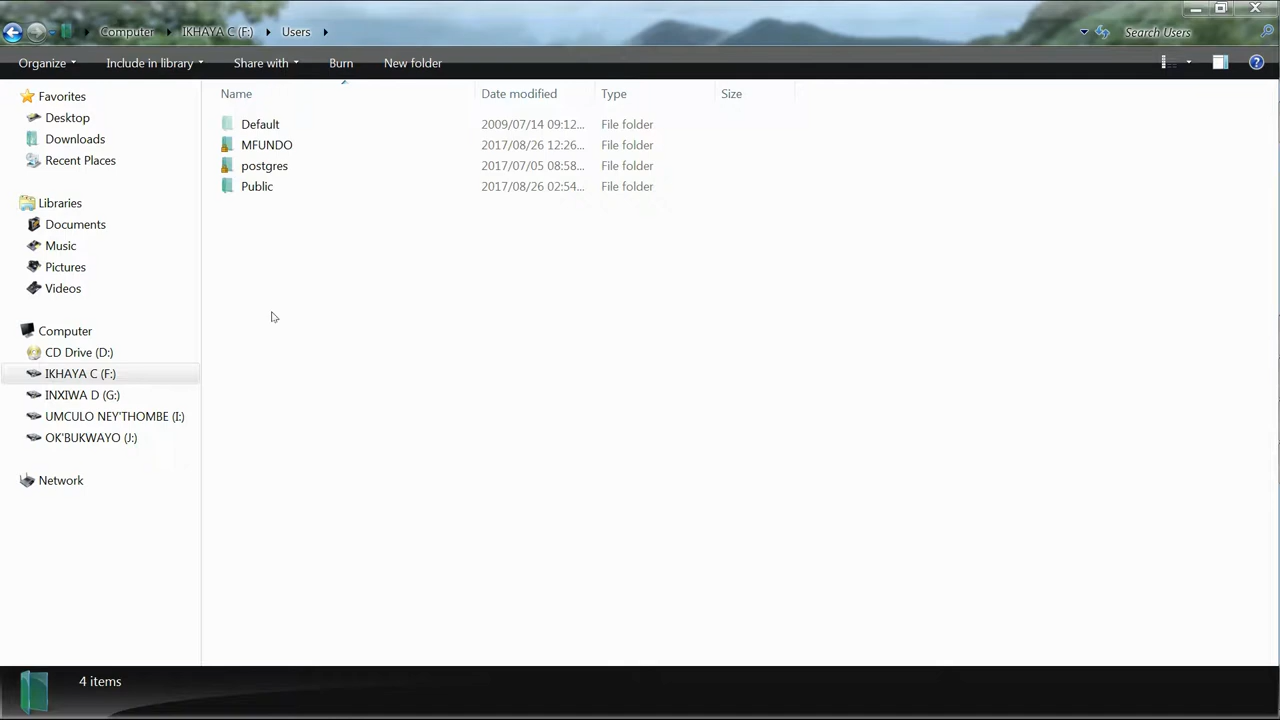 Computer IKHAYA C (F:) Users
Search Users
Organize Include in library Share with Burn New folder
Favorites
Desktop
Downloads
Recent Places
Libraries
Documents
Music
Pictures
Videos
Computer
CD Drive (D:)
IKHAYA C (F:)
INXIWA D (G:)
UMCULO NEY'THOMBE (I:)
OK'BUKWAYO (J:)
Network
Name Date modified Type Size
Default 2009/07/14 09:12... File folder
MFUNDO 2017/08/26 12:26... File folder
postgres 2017/07/05 08:58... File folder
Public 2017/08/26 02:54... File folder
4 items